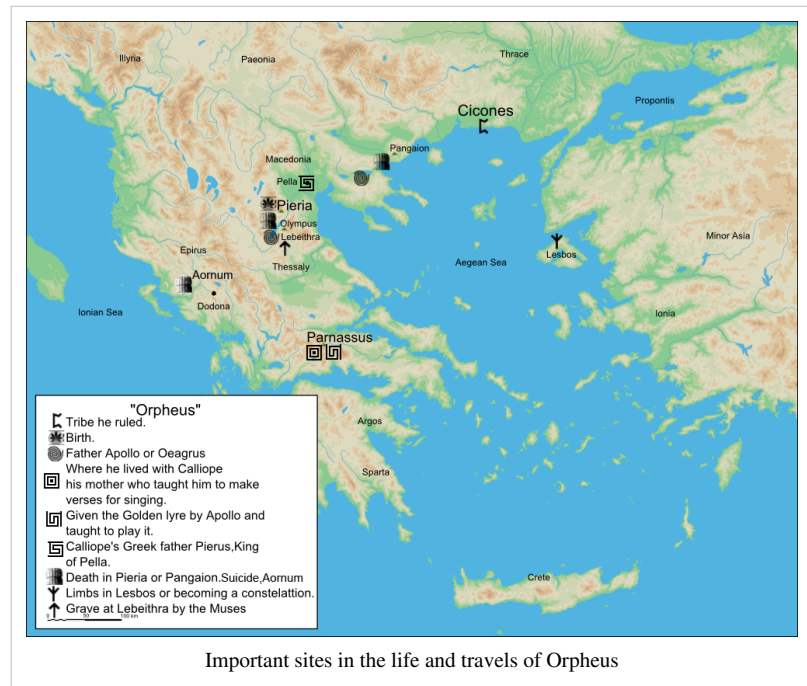 Illyria
Paeonia
Thrace
Propontis
Cicones
Pangaion
Macedonia
Pella
Pieria
Olympus
Lebeithra
Thessaly
Epirus
Aornum
Dodona
Ionian Sea
Aegean Sea
Lesbos
Minor Asia
Ionia
Parnassus
Argos
Sparta
Crete
"Orpheus"
Tribe he ruled.
Birth.
Father Apollo or Oeagrus
Where he lived with Calliope
his mother who taught him to make
verses for singing.
Given the Golden lyre by Apollo and
taught to play it.
Calliope's Greek father Pierus,King
of Pella.
Death in Pieria or Pangaion.Suicide,Aornum
Limbs in Lesbos or becoming a constelattion.
Grave at Lebeithra by the Muses
0 50 100 km
Important sites in the life and travels of Orpheus